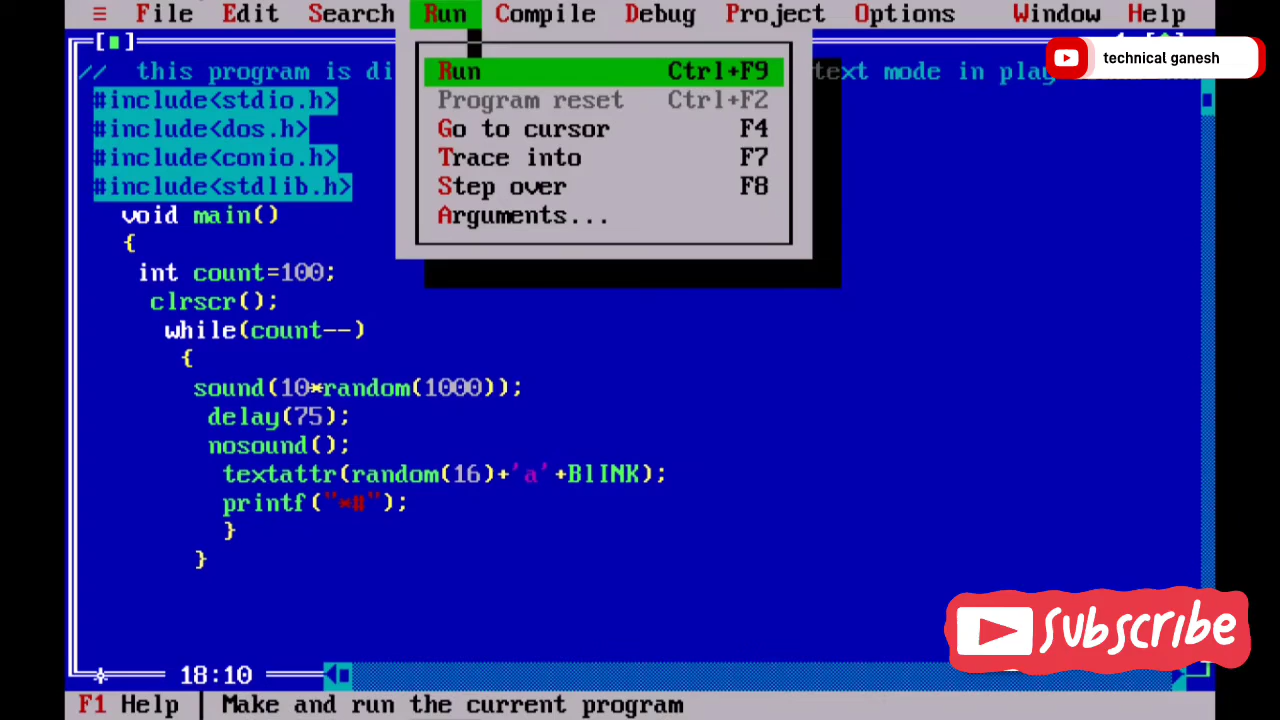 ≡ File Edit Search Run Compile Debug Project Options Window Help
technical ganesh
// this program is di
text mode in play
Run Ctrl+F9
Program reset Ctrl+F2
Go to cursor F4
Trace into F7
Step over F8
Arguments...
#include<stdio.h>
#include<dos.h>
#include<conio.h>
#include<stdlib.h>
void main()
{
int count=100;
clrscr();
while(count--)
{
sound(10*random(1000));
delay(75);
nosound();
textattr(random(16)+'a'+BlINK);
printf("*#");
}
}
Subscribe
18:10
F1 Help | Make and run the current program